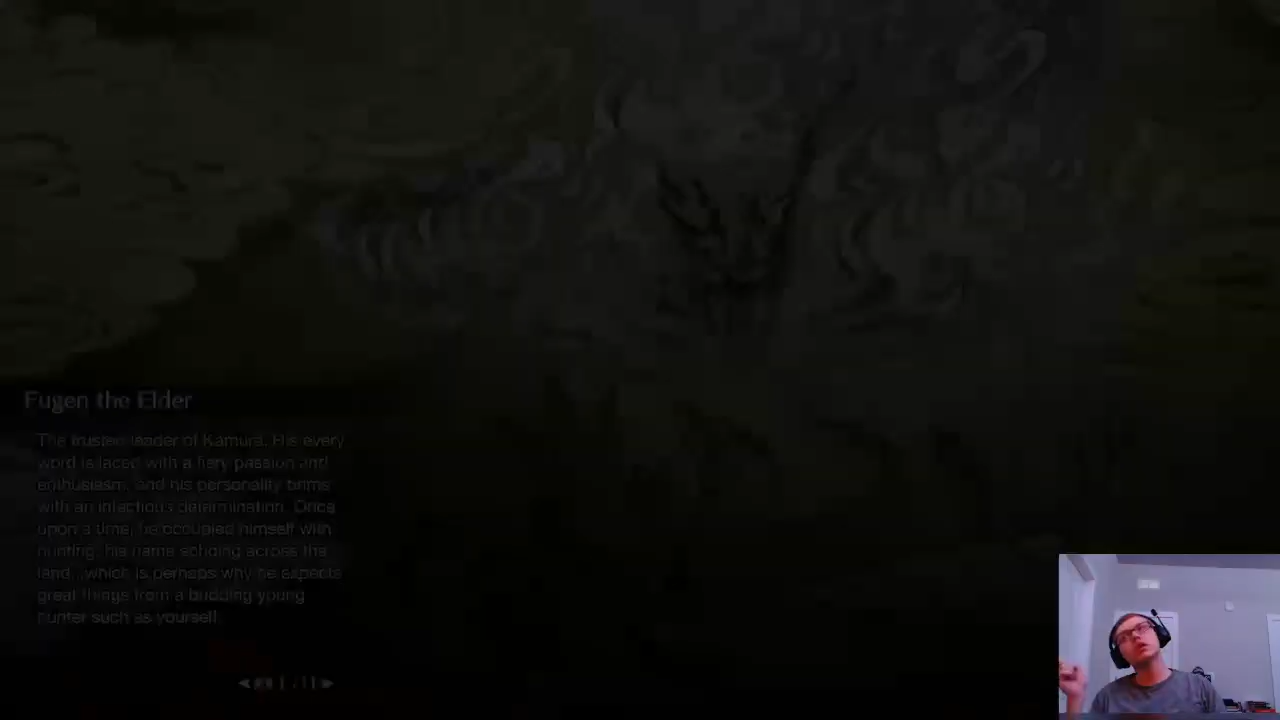 Fugen the Elder
The trusted leader of Kamura. His every
word is laced with a fiery passion and
enthusiasm, and his personality brims
with an infectious determination. Once
upon a time, he occupied himself with
hunting, his name echoing across the
land...which is perhaps why he expects
great things from a budding young
hunter such as yourself.